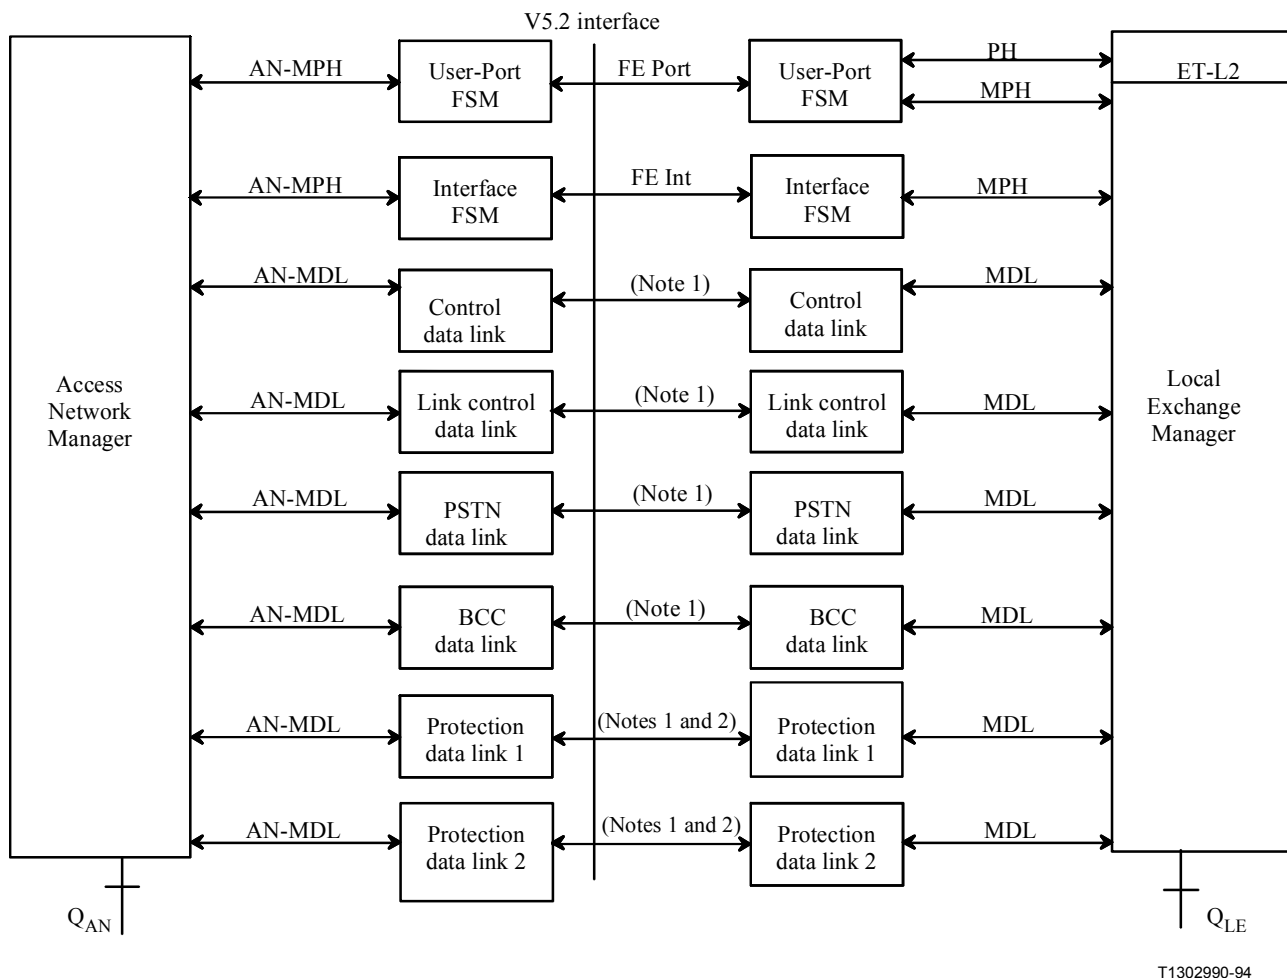 V5.2 interface
AN-MPH
User-Port
FSM
FE Port
User-Port
FSM
PH
MPH
ET-L2
AN-MPH
Interface
FSM
FE Int
Interface
FSM
MPH
AN-MDL
Control
data link
(Note 1)
Control
data link
MDL
Access
Network
Manager
AN-MDL
Link control
data link
(Note 1)
Link control
data link
MDL
Local
Exchange
Manager
AN-MDL
PSTN
data link
(Note 1)
PSTN
data link
MDL
AN-MDL
BCC
data link
(Note 1)
BCC
data link
MDL
AN-MDL
Protection
data link 1
(Notes 1 and 2)
Protection
data link 1
MDL
AN-MDL
Protection
data link 2
(Notes 1 and 2)
Protection
data link 2
MDL
QAN
QLE
T1302990-94